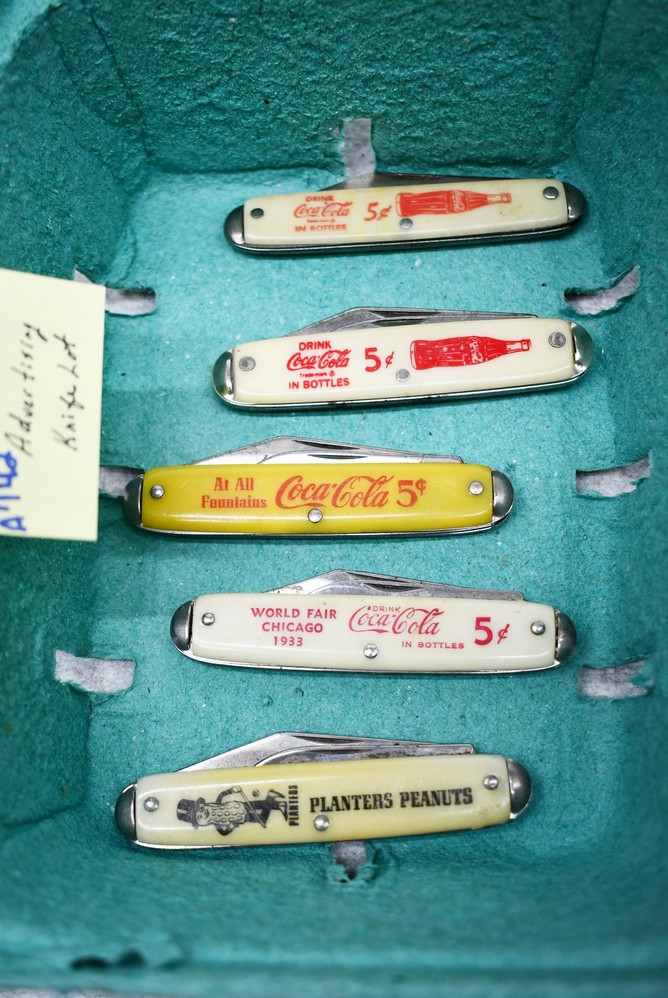 DRINK
Coca-Cola
IN BOTTLES
5¢
DRINK
Coca-Cola
Trade-mark ®
IN BOTTLES
5¢
Advertising
Knife Lot
At All
Fountains
Coca-Cola 5¢
WORLD FAIR
CHICAGO
1933
DRINK
Coca-Cola
IN BOTTLES
5¢
PLANTERS
PLANTERS PEANUTS